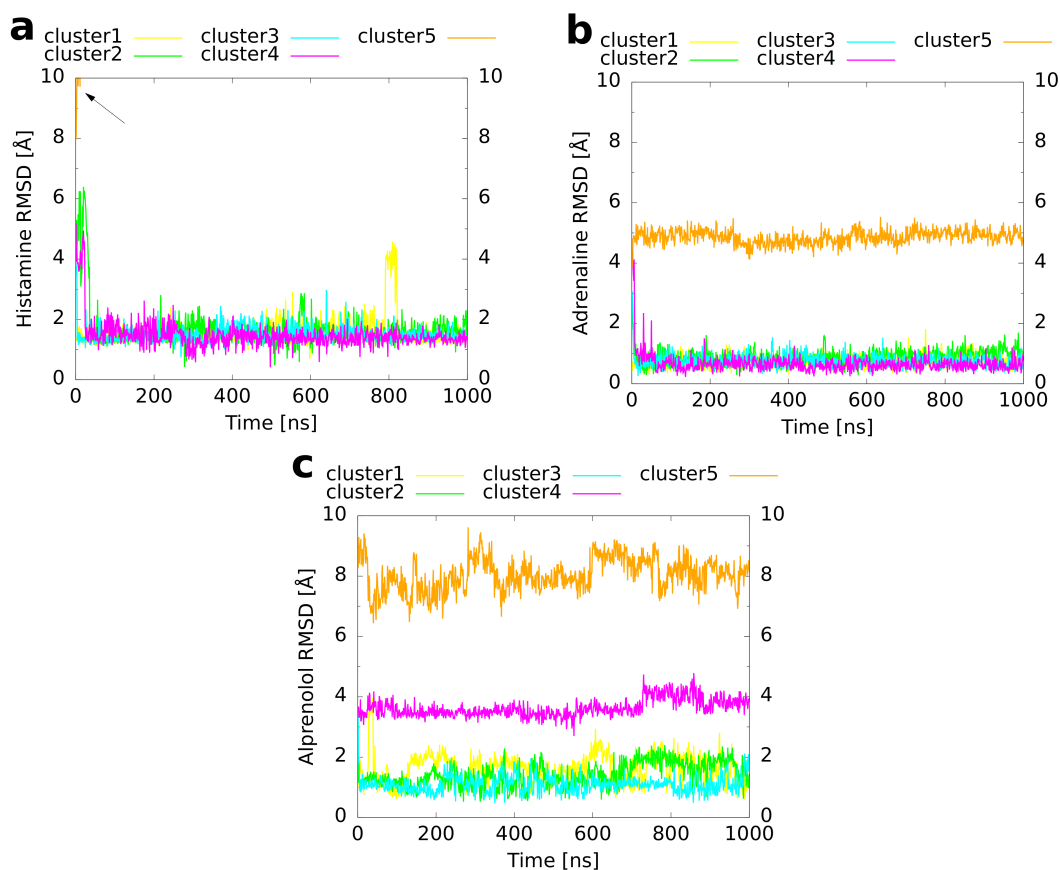 a
cluster1 cluster3 cluster5
cluster2 cluster4
10 10
8 8
6 6
4 4
2 2
0 0
0 200 400 600 800 1000
Histamine RMSD [Å]
Time [ns]
b
cluster1 cluster3 cluster5
cluster2 cluster4
10 10
8 8
6 6
4 4
2 2
0 0
0 200 400 600 800 1000
Adrenaline RMSD [Å]
Time [ns]
c
cluster1 cluster3 cluster5
cluster2 cluster4
10 10
8 8
6 6
4 4
2 2
0 0
0 200 400 600 800 1000
Alprenolol RMSD [Å]
Time [ns]